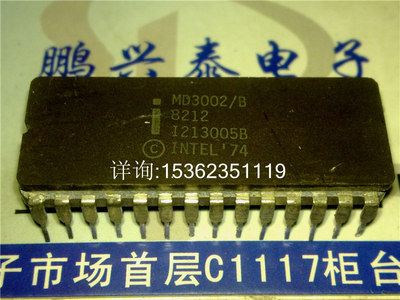 鹏兴泰电子
MD3002/B
8212
I213005B
© INTEL '74
详询:15362351119
子市场首层C1117柜台